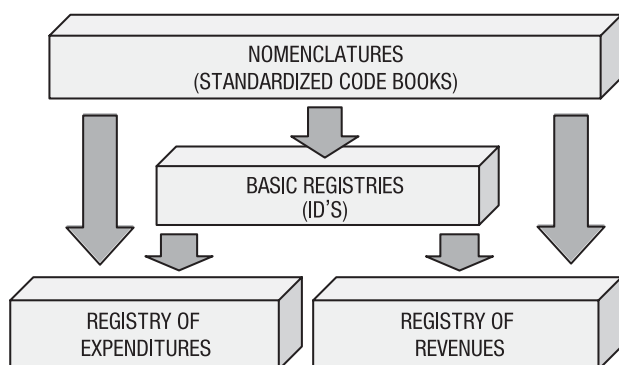 NOMENCLATURES
(STANDARDIZED CODE BOOKS)
BASIC REGISTRIES
(ID'S)
REGISTRY OF
EXPENDITURES
REGISTRY OF
REVENUES